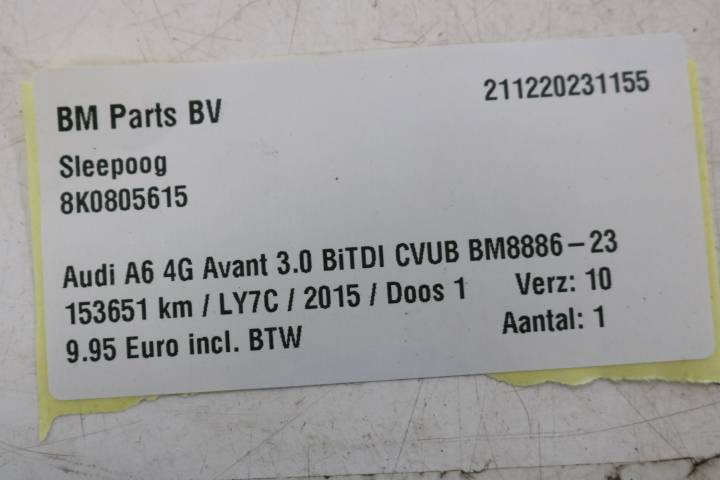 BM Parts BV 211220231155
Sleepoog
8K0805615
Audi A6 4G Avant 3.0 BiTDI CVUB BM8886-23
153651 km / LY7C / 2015 / Doos 1 Verz: 10
9.95 Euro incl. BTW Aantal: 1